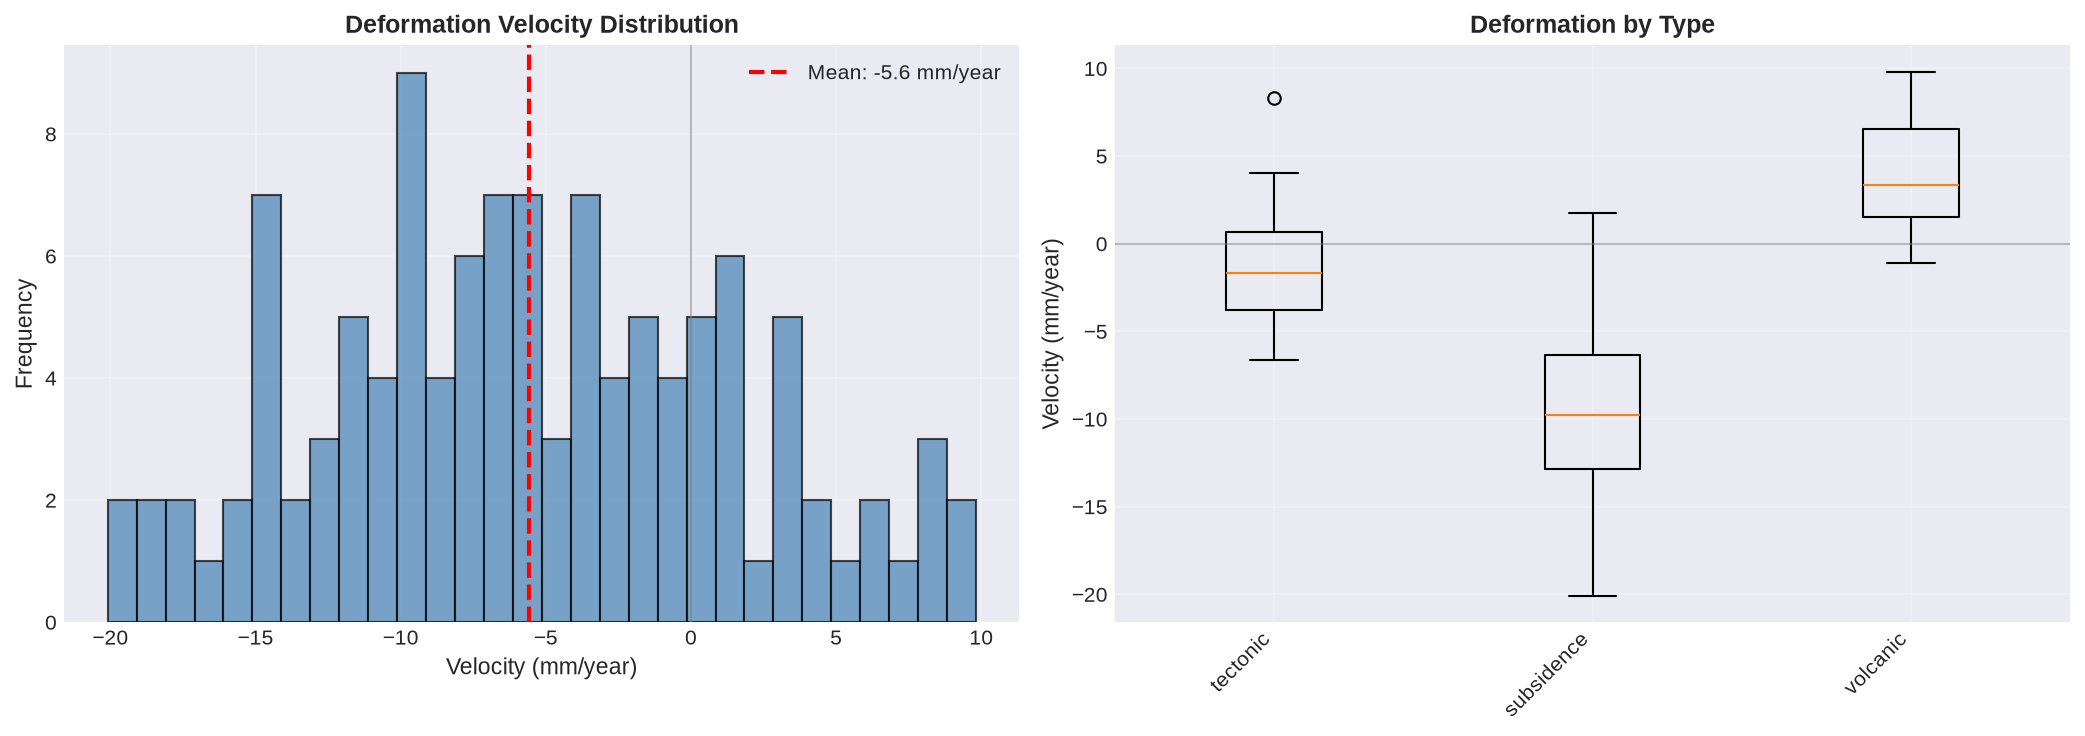 Deformation Velocity Distribution
Mean: -5.6 mm/year
Frequency
8
6
4
2
0
−20
−15
−10
−5
0
5
10
Velocity (mm/year)
Deformation by Type
Velocity (mm/year)
10
5
0
−5
−10
−15
−20
tectonic
subsidence
volcanic